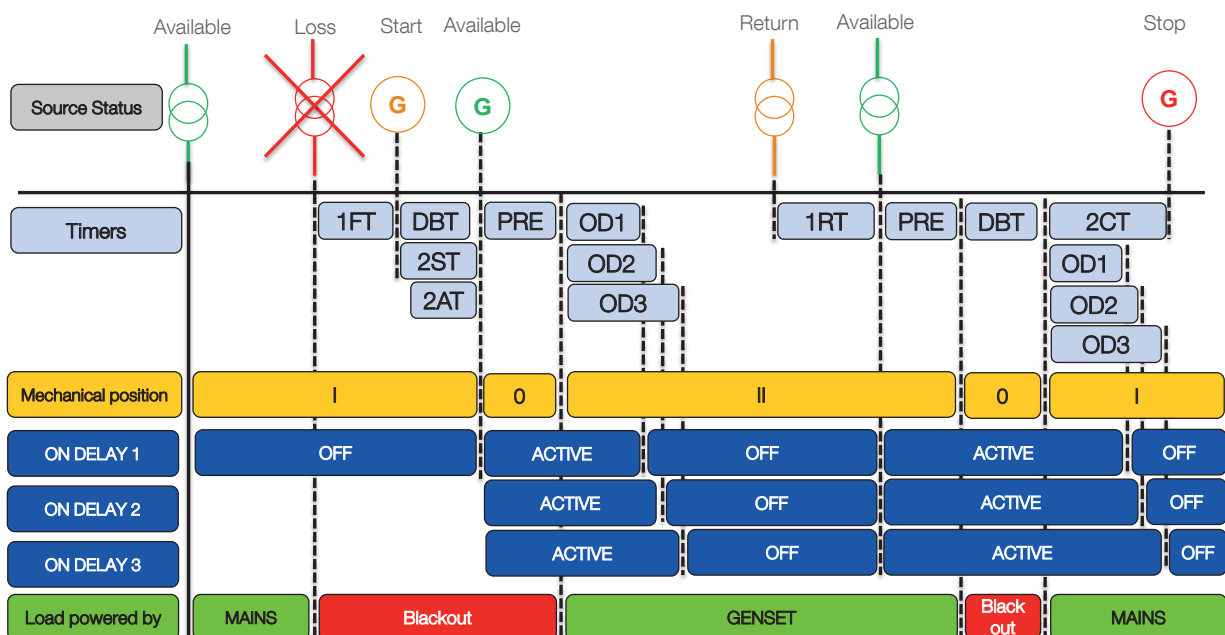 Available Loss Start Available Return Available Stop
Source Status G G G
Timers 1FT DBT PRE OD1 1RT PRE DBT 2CT
2ST OD2 OD1
2AT OD3 OD2
OD3
Mechanical position I 0 II 0 I
ON DELAY 1 OFF ACTIVE OFF ACTIVE OFF
ON DELAY 2 ACTIVE OFF ACTIVE OFF
ON DELAY 3 ACTIVE OFF ACTIVE OFF
Load powered by MAINS Blackout GENSET Black MAINS
out